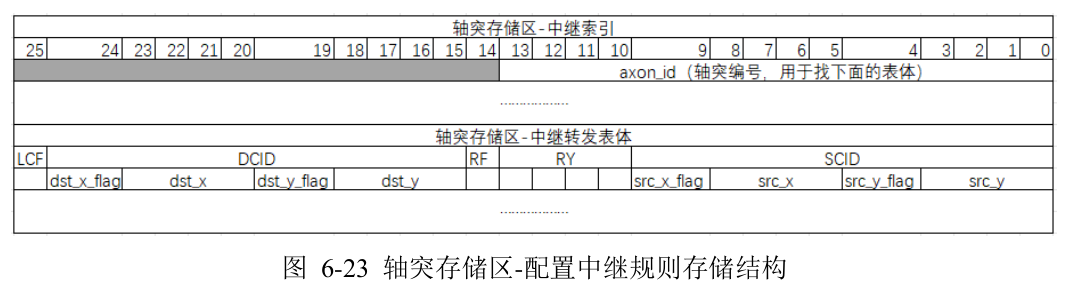 轴突存储区-中继索引
25 24 23 22 21 20 19 18 17 16 15 14 13 12 11 10 9 8 7 6 5 4 3 2 1 0
axon_id（轴突编号，用于找下面的表体）
………………
轴突存储区-中继转发表体
LCF DCID RF RY SCID
dst_x_flag dst_x dst_y_flag dst_y src_x_flag src_x src_y_flag src_y
………………
图 6-23 轴突存储区-配置中继规则存储结构